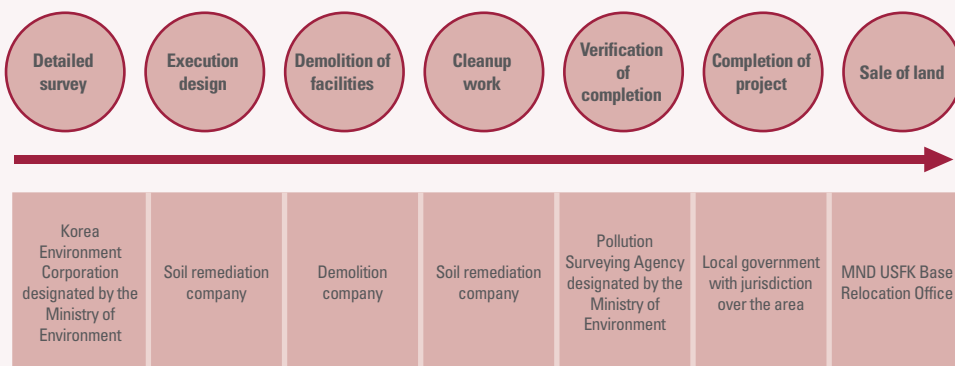 Detailed
survey
Execution
design
Demolition of
facilities
Cleanup
work
Verification
of
completion
Completion of
project
Sale of land
Korea
Environment
Corporation
designated by the
Ministry of
Environment
Soil remediation
company
Demolition
company
Soil remediation
company
Pollution
Surveying Agency
designated by the
Ministry of
Environment
Local government
with jurisdiction
over the area
MND USFK Base
Relocation Office